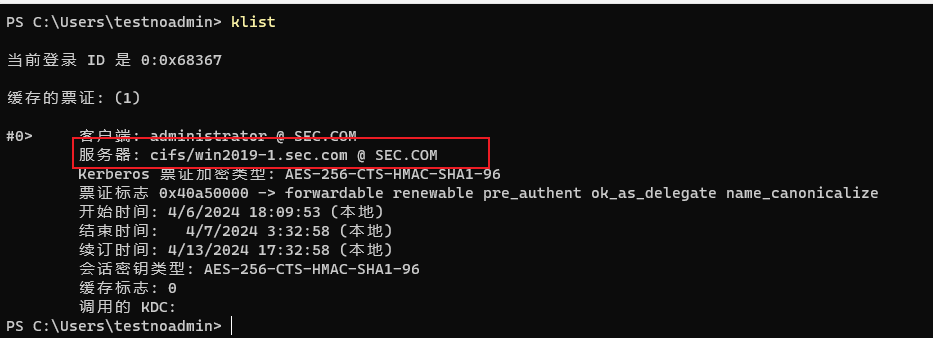 PS C:\Users\testnoadmin> klist
当前登录 ID 是 0:0x68367
缓存的票证: (1)
#0>     客户端: administrator @ SEC.COM
        服务器: cifs/win2019-1.sec.com @ SEC.COM
        Kerberos 票证加密类型: AES-256-CTS-HMAC-SHA1-96
        票证标志 0x40a50000 -> forwardable renewable pre_authent ok_as_delegate name_canonicalize
        开始时间: 4/6/2024 18:09:53 (本地)
        结束时间:   4/7/2024 3:32:58 (本地)
        续订时间: 4/13/2024 17:32:58 (本地)
        会话密钥类型: AES-256-CTS-HMAC-SHA1-96
        缓存标志: 0
        调用的 KDC:
PS C:\Users\testnoadmin>